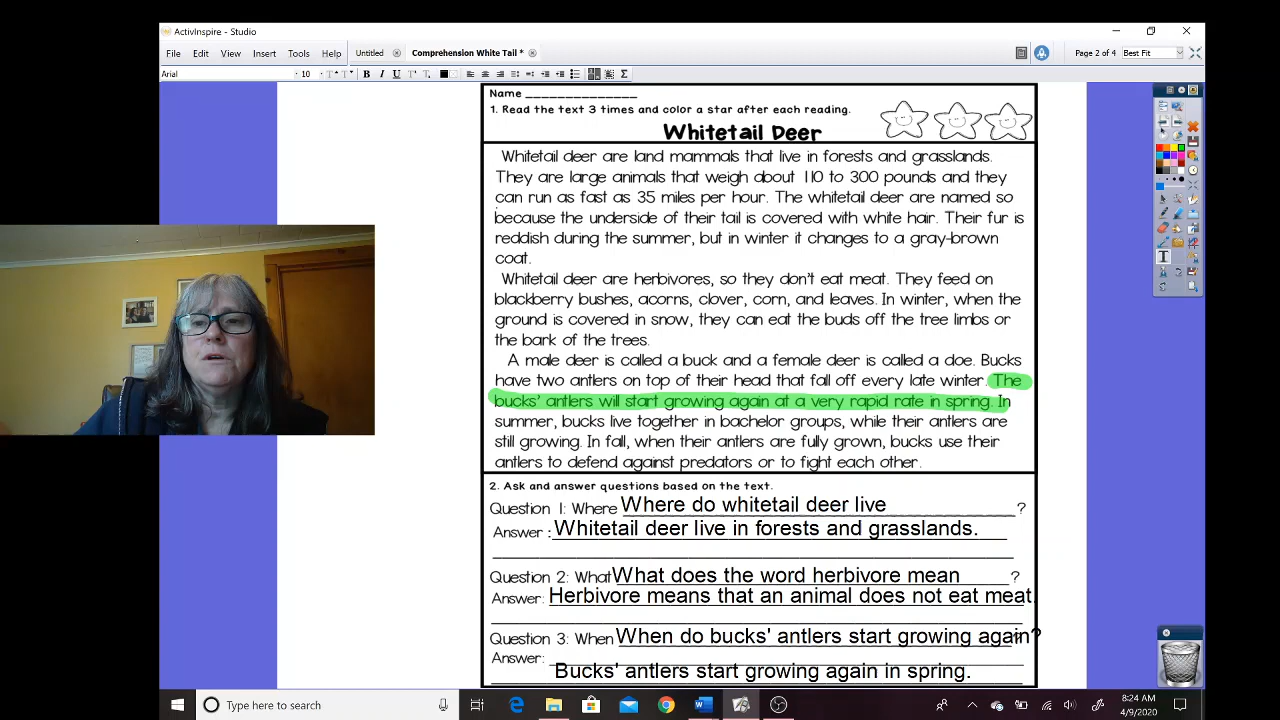 ActivInspire - Studio
File Edit View Insert Tools Help Untitled Comprehension White Tail * Page 2 of 4 Best Fit
Arial 10 B I U
Name ______________
1. Read the text 3 times and color a star after each reading.
Whitetail Deer
Whitetail deer are land mammals that live in forests and grasslands.
They are large animals that weigh about 110 to 300 pounds and they
can run as fast as 35 miles per hour. The whitetail deer are named so
because the underside of their tail is covered with white hair. Their fur is
reddish during the summer, but in winter it changes to a gray-brown
coat.
Whitetail deer are herbivores, so they don't eat meat. They feed on
blackberry bushes, acorns, clover, corn, and leaves. In winter, when the
ground is covered in snow, they can eat the buds off the tree limbs or
the bark of the trees.
A male deer is called a buck and a female deer is called a doe. Bucks
have two antlers on top of their head that fall off every late winter. The
bucks' antlers will start growing again at a very rapid rate in spring. In
summer, bucks live together in bachelor groups, while their antlers are
still growing. In fall, when their antlers are fully grown, bucks use their
antlers to defend against predators or to fight each other.
2. Ask and answer questions based on the text.
Question 1: Where Where do whitetail deer live ?
Answer : Whitetail deer live in forests and grasslands.
Question 2: What What does the word herbivore mean ?
Answer: Herbivore means that an animal does not eat meat.
Question 3: When When do bucks' antlers start growing again?
Answer:
Bucks' antlers start growing again in spring.
Type here to search
8:24 AM
4/9/2020